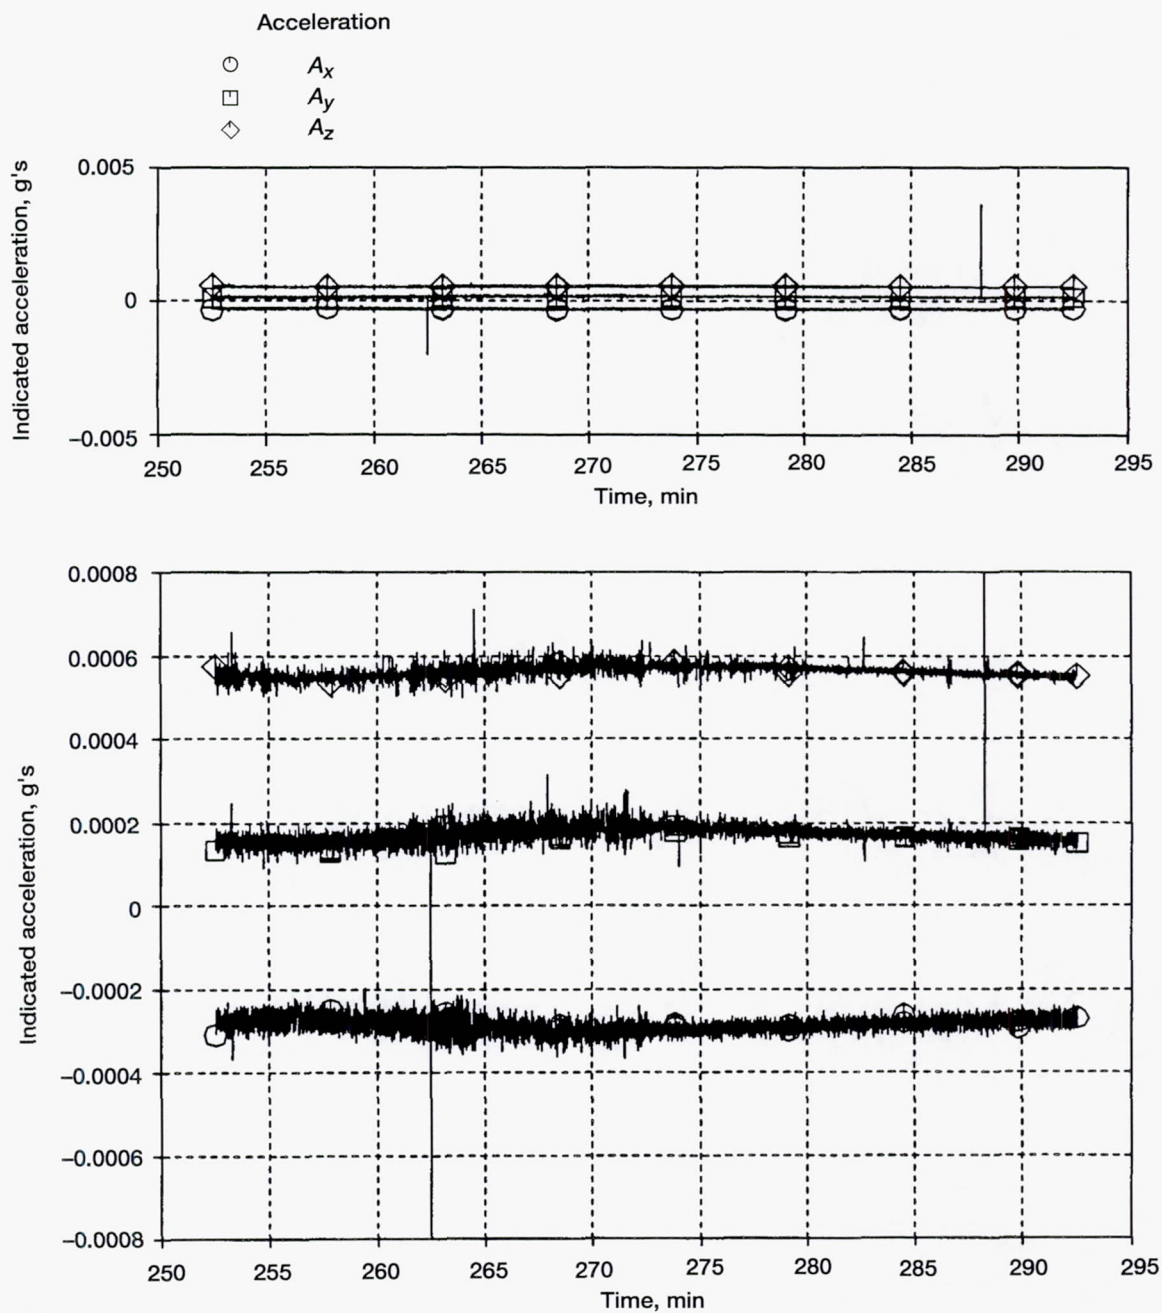 Acceleration
Ax
Ay
Az
Indicated acceleration, g's
0.005
0
−0.005
250 255 260 265 270 275 280 285 290 295
Time, min
Indicated acceleration, g's
0.0008
0.0006
0.0004
0.0002
0
−0.0002
−0.0004
−0.0006
−0.0008
250 255 260 265 270 275 280 285 290 295
Time, min